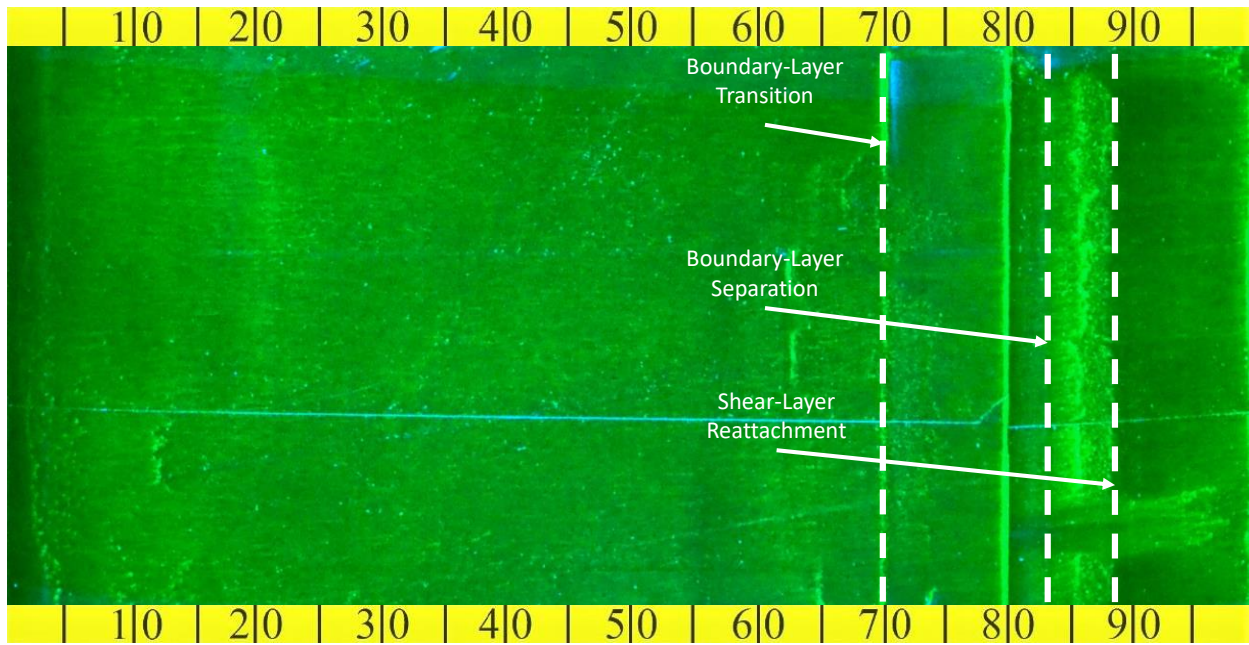 10 20 30 40 50 60 70 80 90
Boundary-Layer
Transition
Boundary-Layer
Separation
Shear-Layer
Reattachment
10 20 30 40 50 60 70 80 90